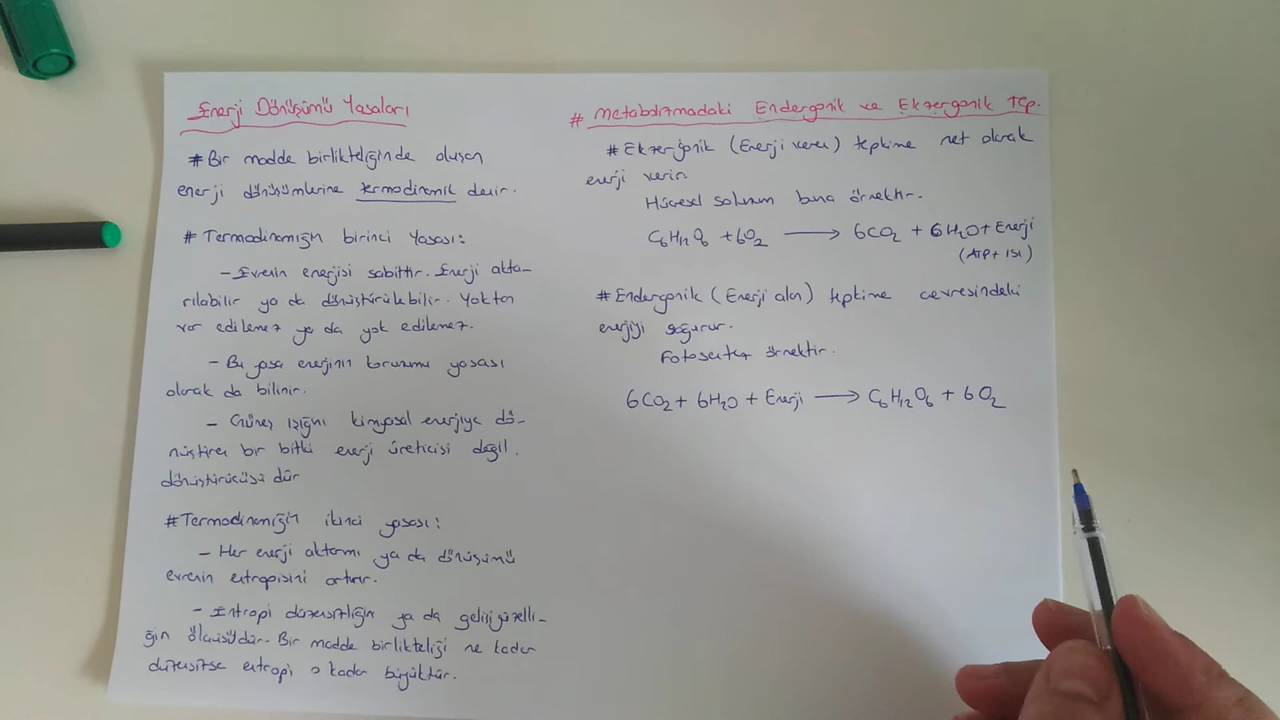 Enerji Dönüşümü Yasaları
# Bir madde birlikteliğinde oluşan
enerji dönüşümlerine termodinamik denir.
# Termodinamiğin birinci Yasası:
- Evrenin enerjisi sabittir. Enerji akta-
rılabilir ya da dönüştürülebilir. Yoktan
var edilemez ya da yok edilemez.
- Bu yasa enerjinin korunumu yasası
olarak da bilinir.
- Güneş ışığını kimyasal enerjiye dö-
nüştüren bir bitki enerji üreticisi değil,
dönüştürücüsü dür
# Termodinamiğin ikinci yasası:
- Her enerji aktarımı ya da dönüşümü
evrenin entropisini artırır.
- Entropi düzensizliğin ya da gelişigüzelli-
ğin ölçüsüdür. Bir madde birlikteliği ne kadar
düzensizse entropi o kadar büyüktür.
# Metabolizmadaki Endergonik ve Ekzergonik Tep.
# Ekzergonik (Enerji veren) tepkime net olarak
enerji verir.
Hücresel solunum buna örnektir.
C6H12O6 + 6O2 ⟶ 6CO2 + 6H2O + Enerji
(ATP + ISI)
# Endergonik (Enerji alan) tepkime çevresindeki
enerjiyi soğurur.
Fotosentez örnektir.
6CO2 + 6H2O + Enerji ⟶ C6H12O6 + 6O2